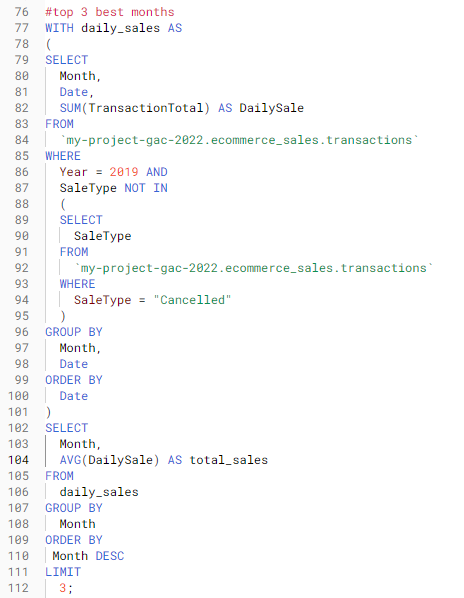 76 #top 3 best months
77 WITH daily_sales AS
78 (
79 SELECT
80 Month,
81 Date,
82 SUM(TransactionTotal) AS DailySale
83 FROM
84 `my-project-gac-2022.ecommerce_sales.transactions`
85 WHERE
86 Year = 2019 AND
87 SaleType NOT IN
88 (
89 SELECT
90 SaleType
91 FROM
92 `my-project-gac-2022.ecommerce_sales.transactions`
93 WHERE
94 SaleType = "Cancelled"
95 )
96 GROUP BY
97 Month,
98 Date
99 ORDER BY
100 Date
101 )
102 SELECT
103 Month,
104 AVG(DailySale) AS total_sales
105 FROM
106 daily_sales
107 GROUP BY
108 Month
109 ORDER BY
110 Month DESC
111 LIMIT
112 3;